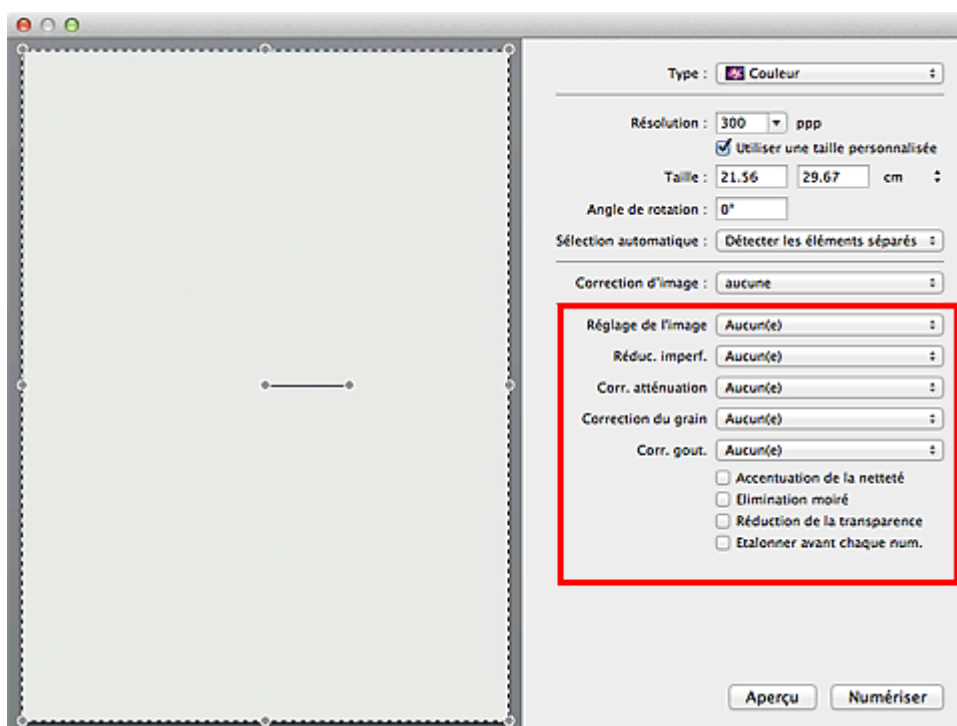 Type : Couleur
Résolution : 300 ppp
Utiliser une taille personnalisée
Taille : 21.56 29.67 cm
Angle de rotation : 0°
Sélection automatique : Détecter les éléments séparés
Correction d'image : aucune
Réglage de l'image Aucun(e)
Réduc. imperf. Aucun(e)
Corr. atténuation Aucun(e)
Correction du grain Aucun(e)
Corr. gout. Aucun(e)
Accentuation de la netteté
Elimination moiré
Réduction de la transparence
Etalonner avant chaque num.
Aperçu Numériser